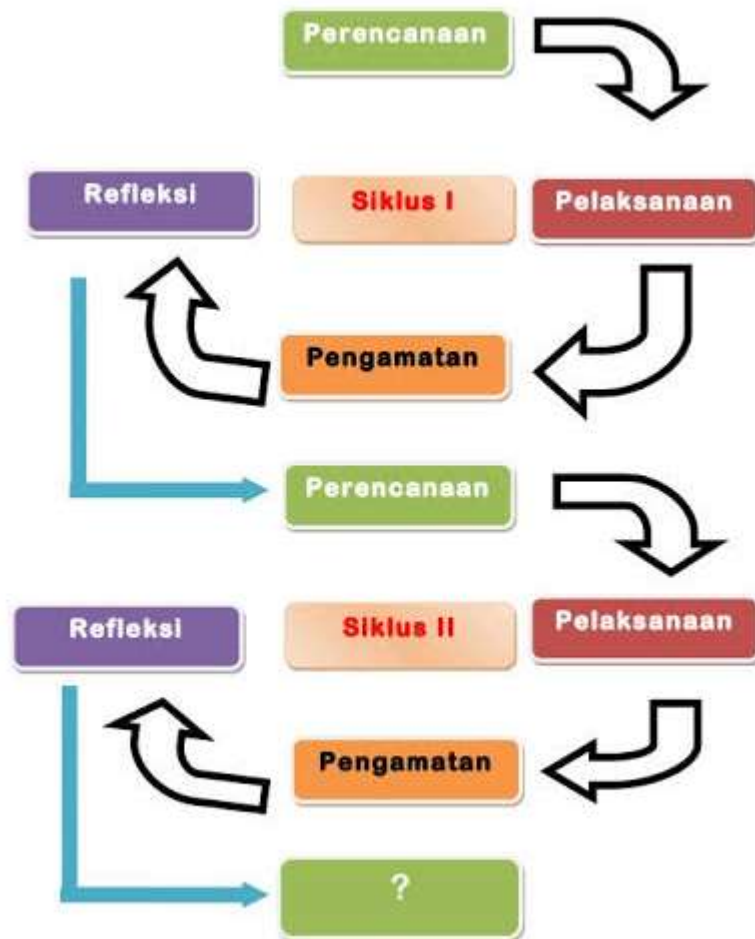 Perencanaan
Refleksi
Siklus I
Pelaksanaan
Pengamatan
Perencanaan
Refleksi
Siklus II
Pelaksanaan
Pengamatan
?